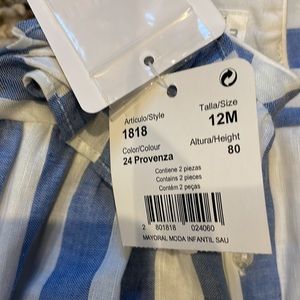 Artículo/Style
1818
Talla/Size
12M
Color/Colour
24 Provenza
Altura/Height
80
Contiene 2 piezas
Contains 2 pieces
Contém 2 peças
2 801818 024060
MAYORAL MODA INFANTIL SAU